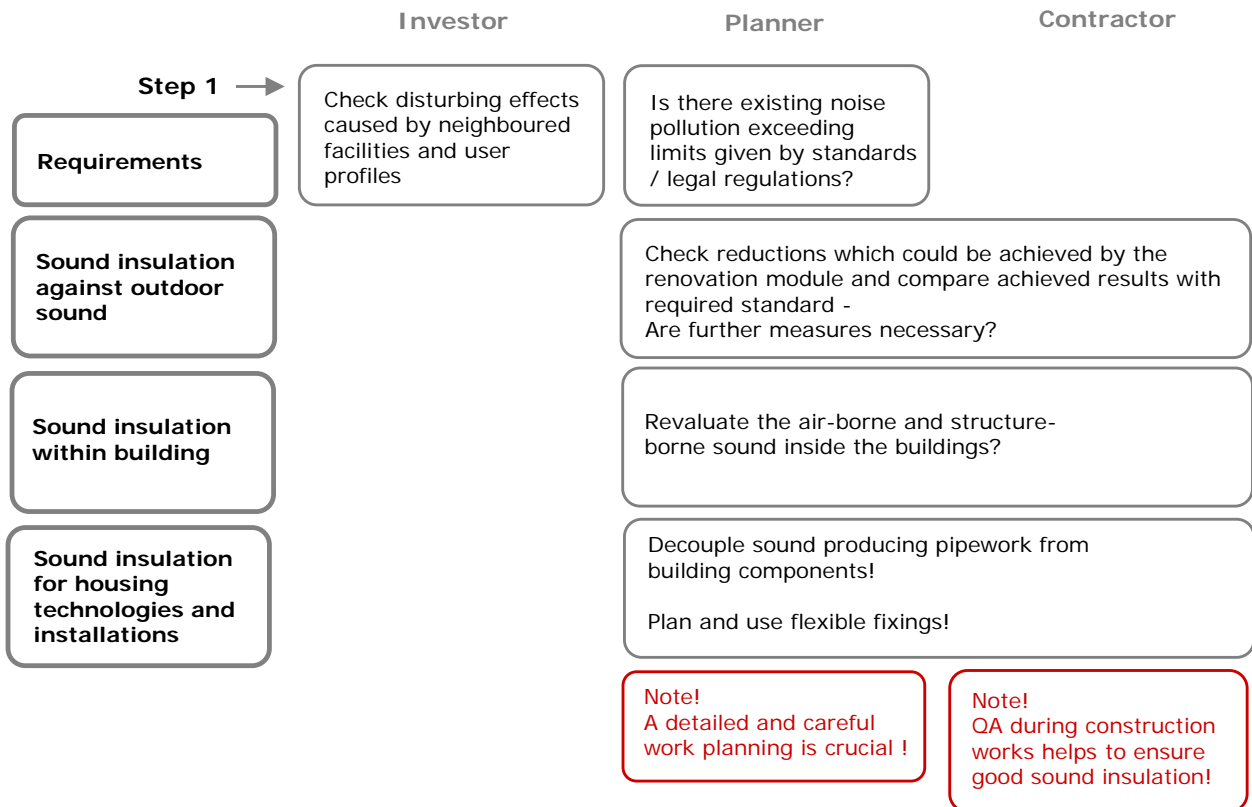 Investor
Planner
Contractor
Step 1
Requirements
Check disturbing effects
caused by neighboured
facilities and user
profiles
Is there existing noise
pollution exceeding
limits given by standards
/ legal regulations?
Sound insulation
against outdoor
sound
Check reductions which could be achieved by the
renovation module and compare achieved results with
required standard -
Are further measures necessary?
Sound insulation
within building
Revaluate the air-borne and structure-
borne sound inside the buildings?
Sound insulation
for housing
technologies and
installations
Decouple sound producing pipework from
building components!
Plan and use flexible fixings!
Note!
A detailed and careful
work planning is crucial !
Note!
QA during construction
works helps to ensure
good sound insulation!